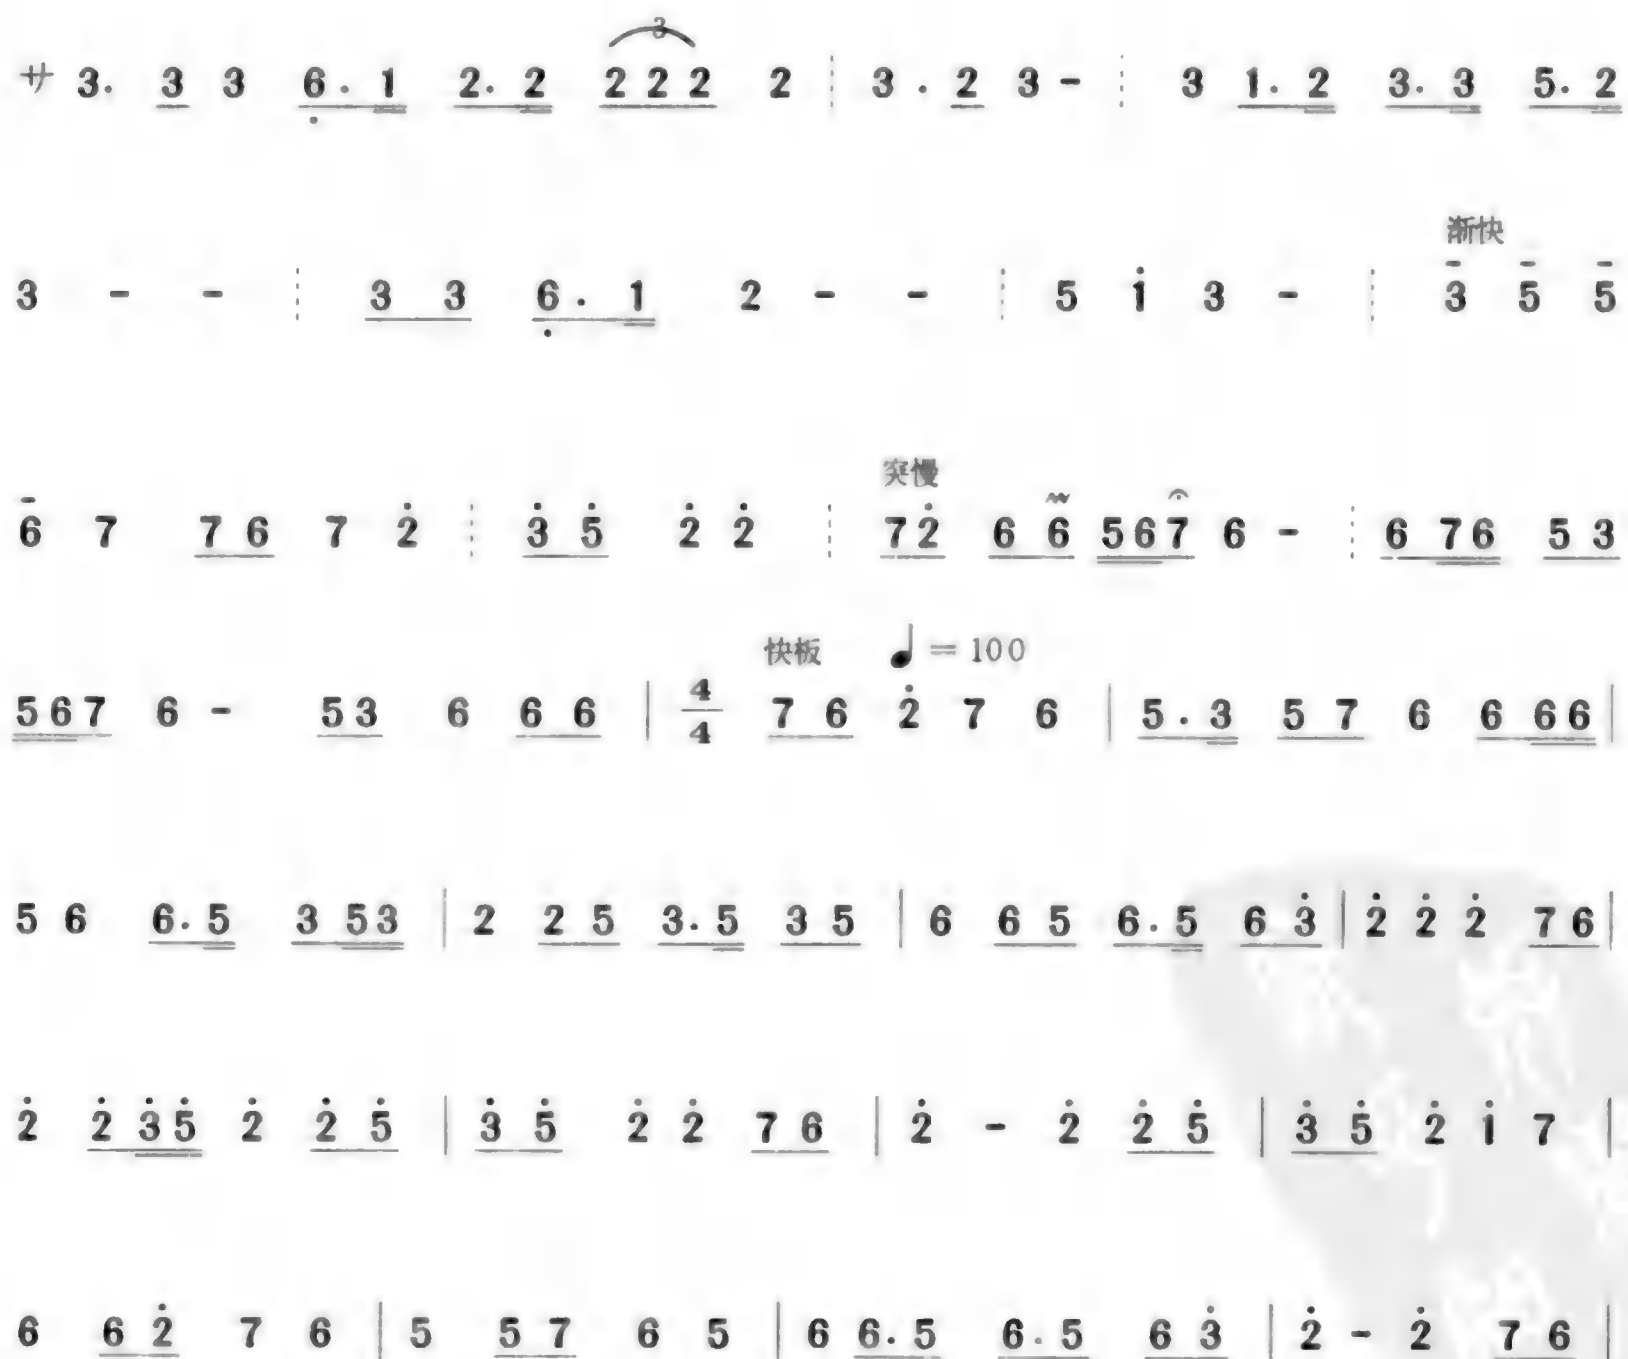 サ 3. 3 3 6. 1 2. 2 2 2 2 2 3. 2 3 - 3 1. 2 3. 3 5. 2
3
渐快
3 - - 3 3 6. 1 2 - - 5 1 3 - 3 5 5
突慢
6 7 7 6 7 2 3 5 2 2 7 2 6 6 5 6 7 6 - 6 7 6 5 3
快板 ♩ = 100
5 6 7 6 - 5 3 6 6 6 | 4/4 7 6 2 7 6 | 5. 3 5 7 6 6 6 6 |
5 6 6. 5 3 5 3 | 2 2 5 3. 5 3 5 | 6 6 5 6. 5 6 3 | 2 2 2 7 6 |
2 2 3 5 2 2 5 | 3 5 2 2 7 6 | 2 - 2 2 5 | 3 5 2 1 7 |
6 6 2 7 6 | 5 5 7 6 5 | 6 6. 5 6. 5 6 3 | 2 - 2 7 6 |